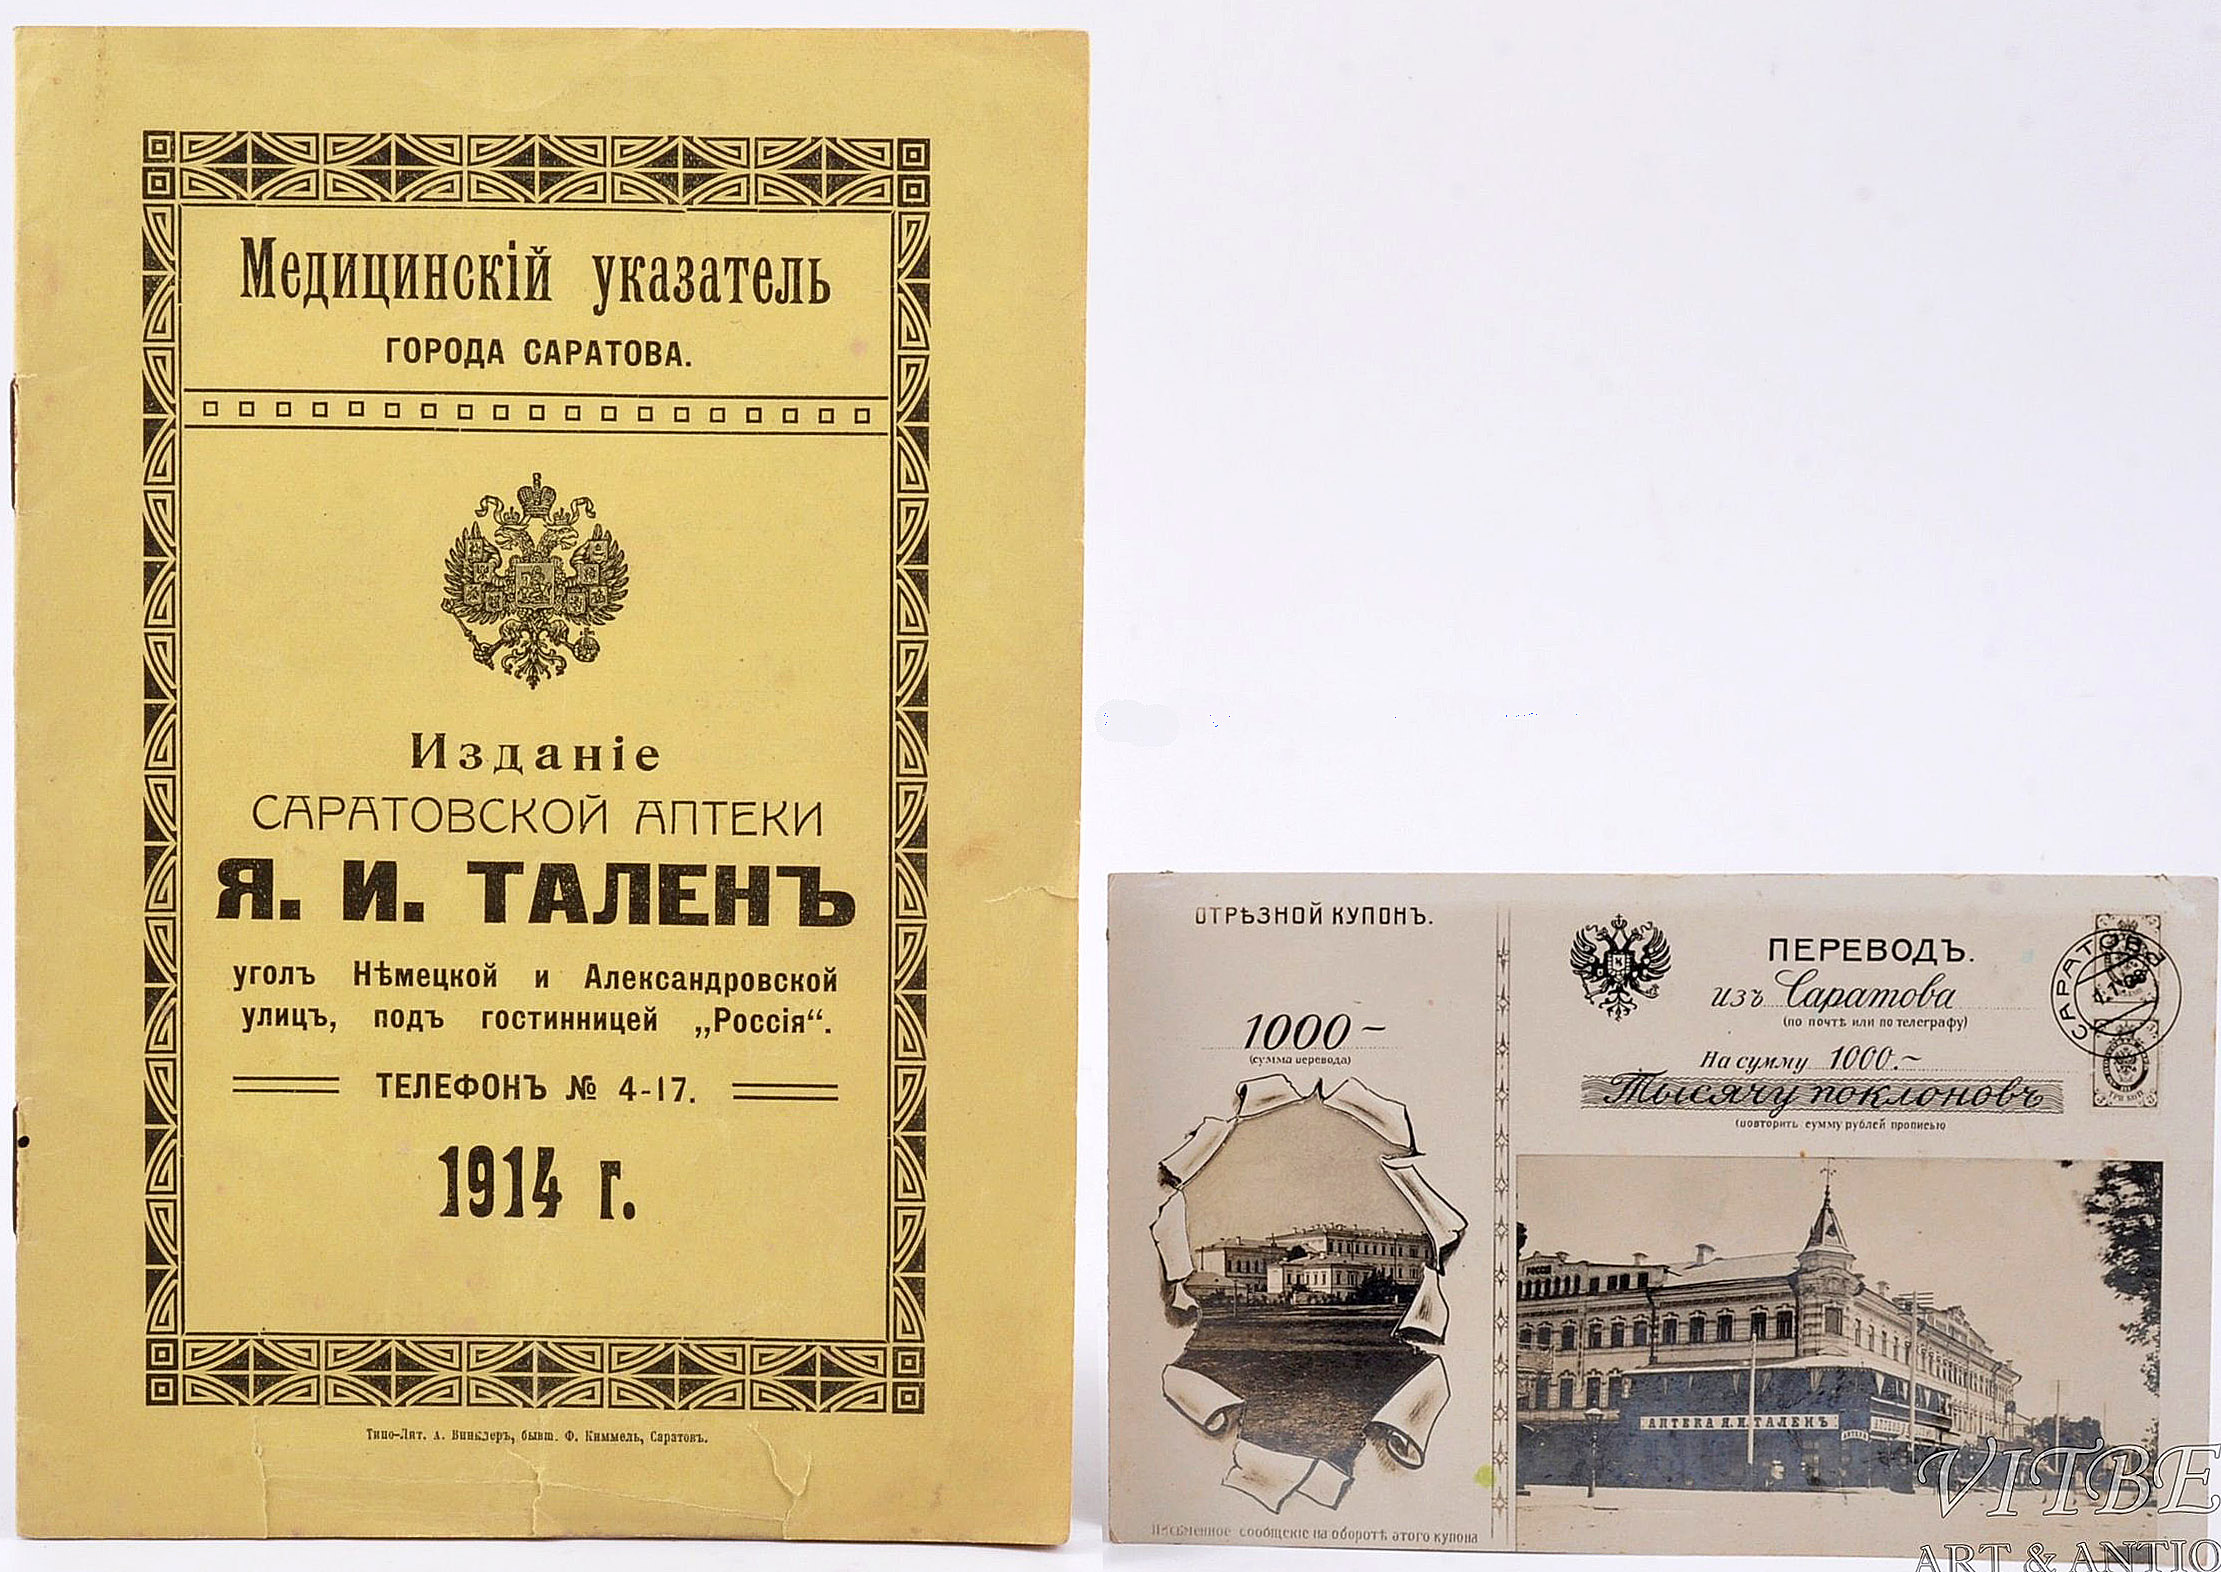 Медицинскій указатель
ГОРОДА САРАТОВА.
Изданіе
САРАТОВСКОЙ АПТЕКИ
Я. И. ТАЛЕНЪ
уголъ Нѣмецкой и Александровской
улицъ, подъ гостинницей „Россія“.
ТЕЛЕФОНЪ № 4-17.
1914 г.
Типо-Лит. А. Винклеръ, бывш. Ф. Киммель, Саратовъ.
ОТРѢЗНОЙ КУПОНЪ.
1000-
(сумма перевода)
Письменное сообщеніе на оборотѣ этого купона
ПЕРЕВОДЪ.
изъ Саратова
(по почтѣ или по телеграфу)
На сумму 1000.-
Тысячу поклоновъ
(повторить сумму рублей прописью
САРАТОВЪ
РОССІЯ
АПТЕКА Я. И. ТАЛЕНЪ.
АПТЕКА
VITBE
ART & ANTIQ